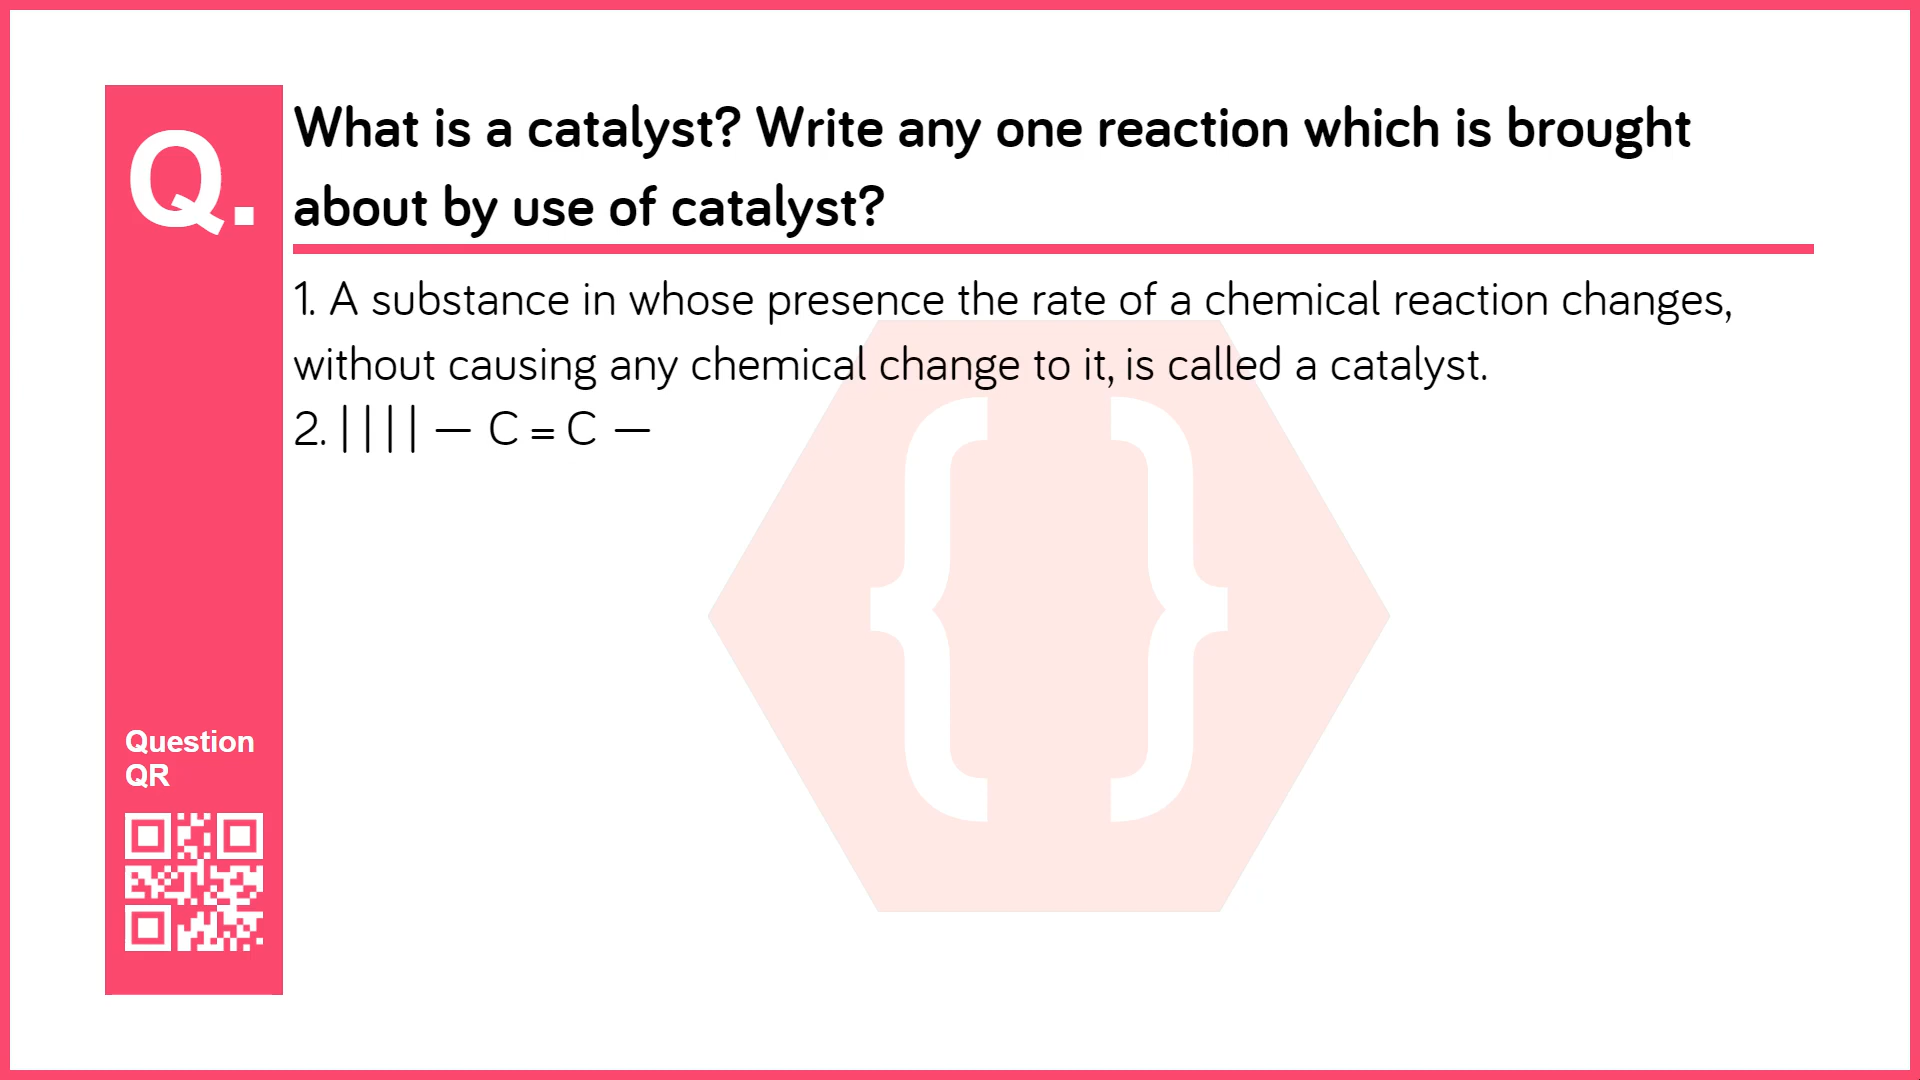 Q.
What is a catalyst? Write any one reaction which is brought
about by use of catalyst?
1. A substance in whose presence the rate of a chemical reaction changes,
without causing any chemical change to it, is called a catalyst.
2. | | | | — C = C —
Question
QR